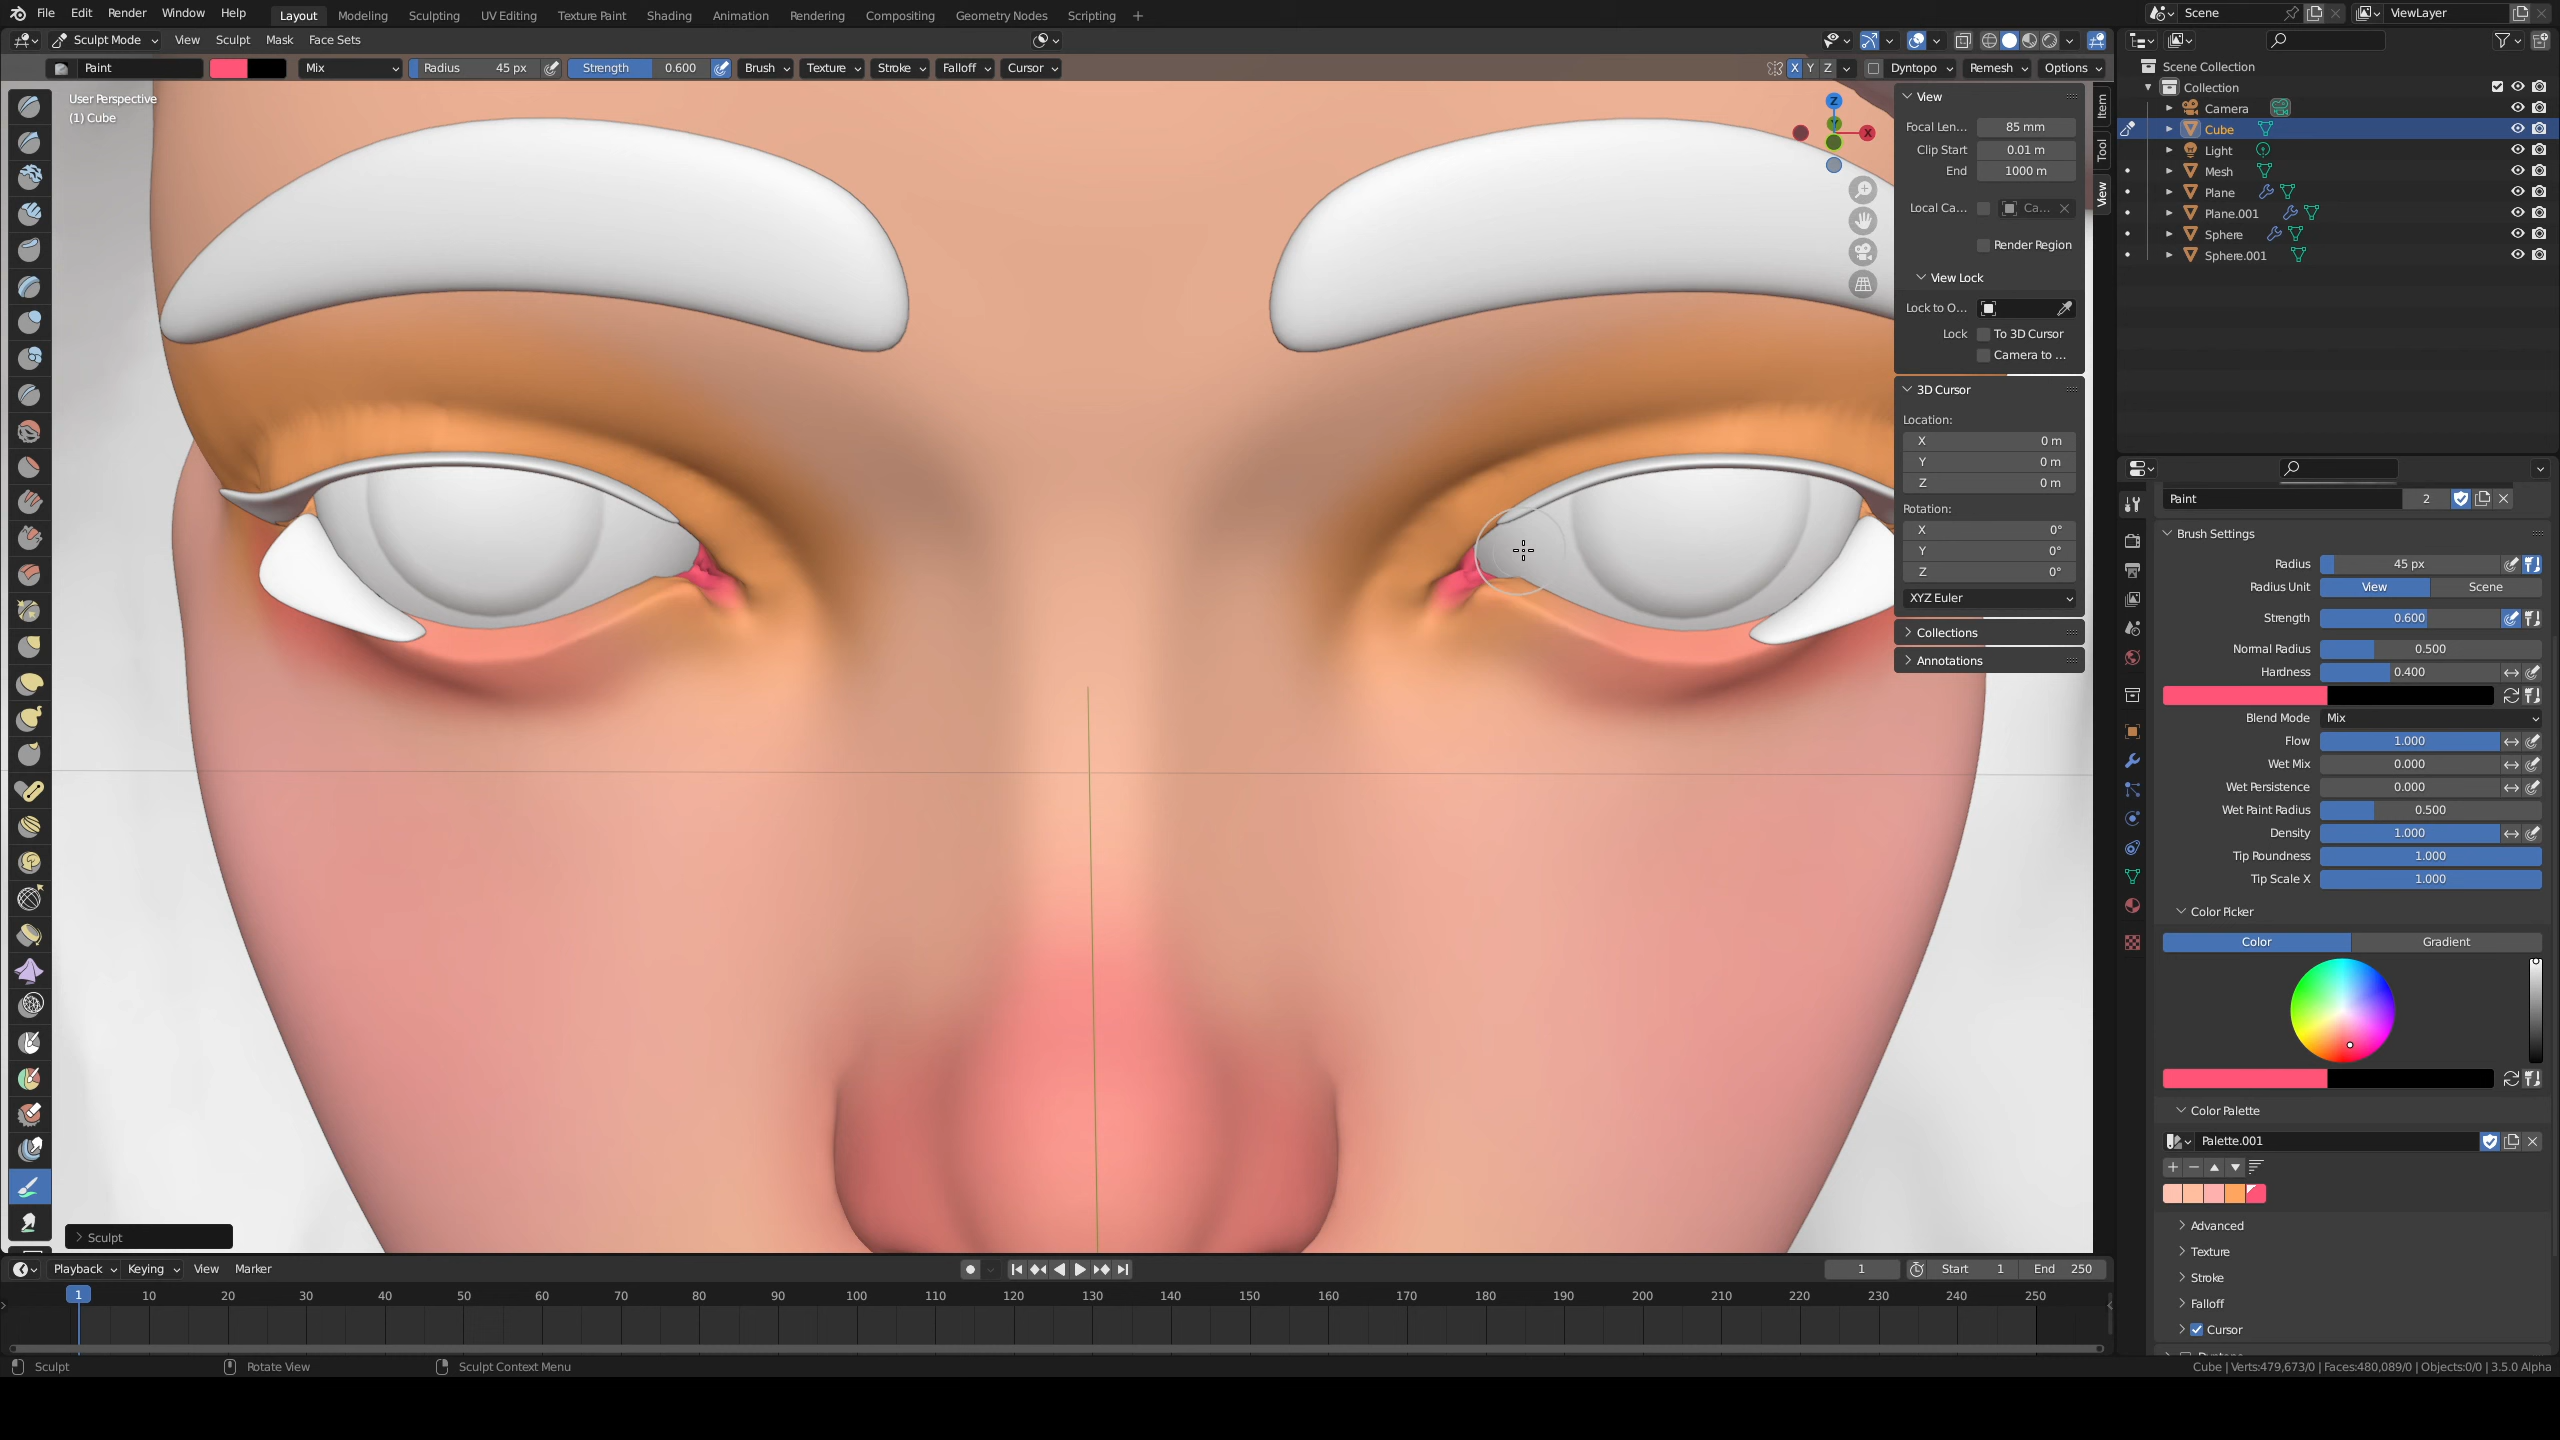 File Edit Render Window Help Layout Modeling Sculpting UV Editing Texture Paint Shading Animation Rendering Compositing Geometry Nodes Scripting + Scene ViewLayer
Sculpt Mode View Sculpt Mask Face Sets
Paint Mix Radius 45 px Strength 0.600 Brush Texture Stroke Falloff Cursor X Y Z Dyntopo Remesh Options
User Perspective
(1) Cube
Z
Y
X
View
Focal Len... 85 mm
Clip Start 0.01 m
End 1000 m
Local Ca... Ca...
Render Region
View Lock
Lock to O...
Lock To 3D Cursor
Camera to ...
3D Cursor
Location:
X 0 m
Y 0 m
Z 0 m
Rotation:
X 0°
Y 0°
Z 0°
XYZ Euler
Collections
Annotations
Item
Tool
View
Sculpt
Scene Collection
Collection
Camera
Cube
Light
Mesh
Plane
Plane.001
Sphere
Sphere.001
Paint 2
Brush Settings
Radius 45 px
Radius Unit View Scene
Strength 0.600
Normal Radius 0.500
Hardness 0.400
Blend Mode Mix
Flow 1.000
Wet Mix 0.000
Wet Persistence 0.000
Wet Paint Radius 0.500
Density 1.000
Tip Roundness 1.000
Tip Scale X 1.000
Color Picker
Color Gradient
Color Palette
Palette.001
Advanced
Texture
Stroke
Falloff
Cursor
Playback Keying View Marker 1 Start 1 End 250
1 10 20 30 40 50 60 70 80 90 100 110 120 130 140 150 160 170 180 190 200 210 220 230 240 250
Sculpt Rotate View Sculpt Context Menu Cube | Verts:479,673/0 | Faces:480,089/0 | Objects:0/0 | 3.5.0 Alpha